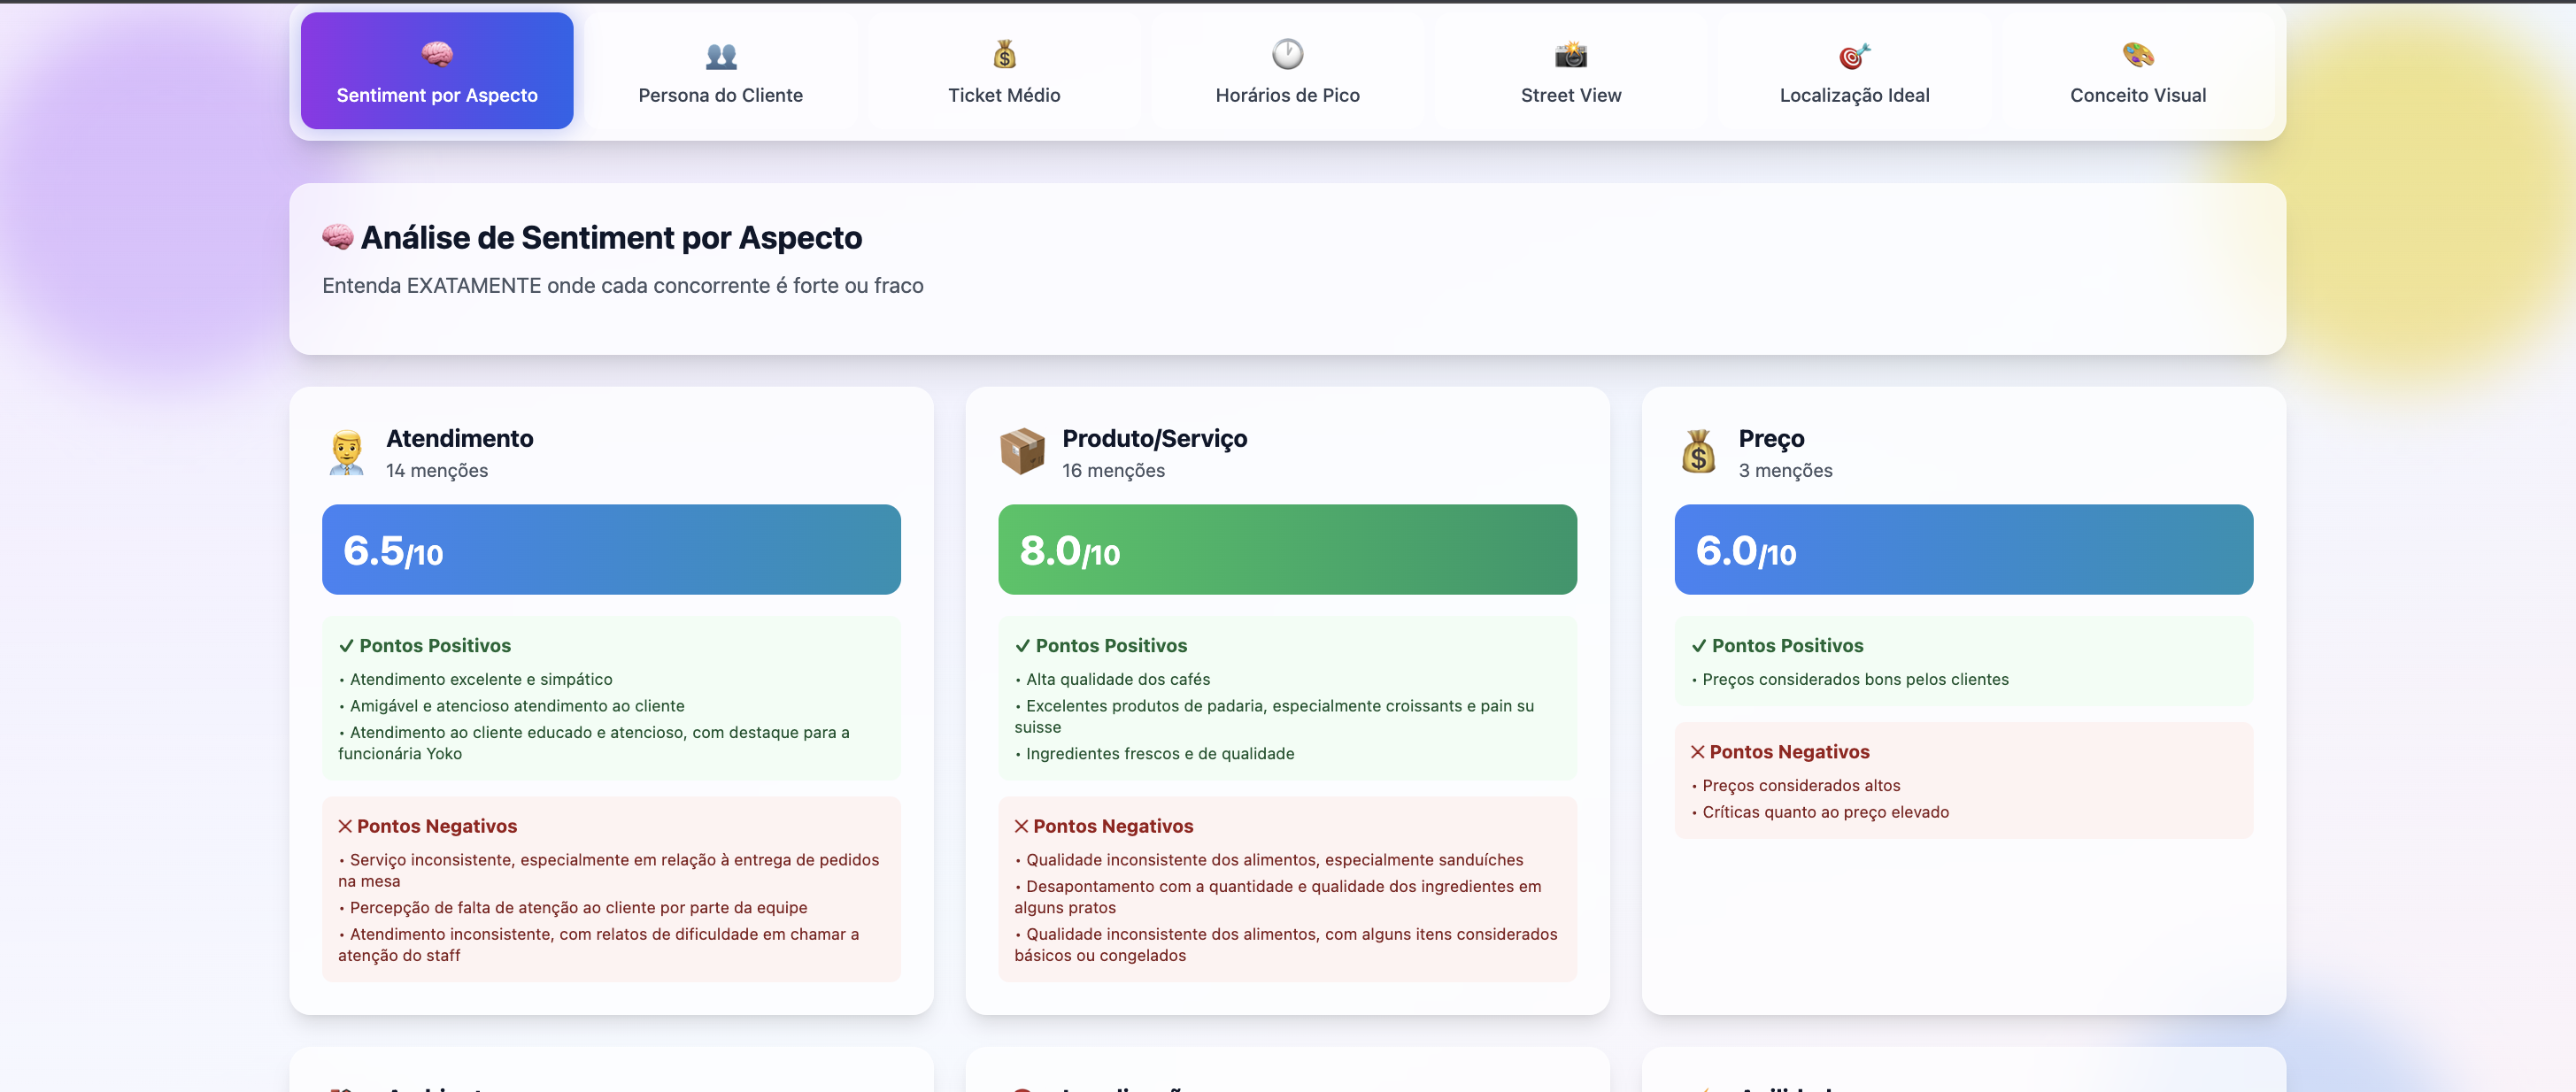 Sentiment por Aspecto
Persona do Cliente
Ticket Médio
Horários de Pico
Street View
Localização Ideal
Conceito Visual
Análise de Sentiment por Aspecto
Entenda EXATAMENTE onde cada concorrente é forte ou fraco
Atendimento
14 menções
6.5/10
✓ Pontos Positivos
• Atendimento excelente e simpático
• Amigável e atencioso atendimento ao cliente
• Atendimento ao cliente educado e atencioso, com destaque para a
funcionária Yoko
✕ Pontos Negativos
• Serviço inconsistente, especialmente em relação à entrega de pedidos
na mesa
• Percepção de falta de atenção ao cliente por parte da equipe
• Atendimento inconsistente, com relatos de dificuldade em chamar a
atenção do staff
Produto/Serviço
16 menções
8.0/10
✓ Pontos Positivos
• Alta qualidade dos cafés
• Excelentes produtos de padaria, especialmente croissants e pain su
suisse
• Ingredientes frescos e de qualidade
✕ Pontos Negativos
• Qualidade inconsistente dos alimentos, especialmente sanduíches
• Desapontamento com a quantidade e qualidade dos ingredientes em
alguns pratos
• Qualidade inconsistente dos alimentos, com alguns itens considerados
básicos ou congelados
Preço
3 menções
6.0/10
✓ Pontos Positivos
• Preços considerados bons pelos clientes
✕ Pontos Negativos
• Preços considerados altos
• Críticas quanto ao preço elevado